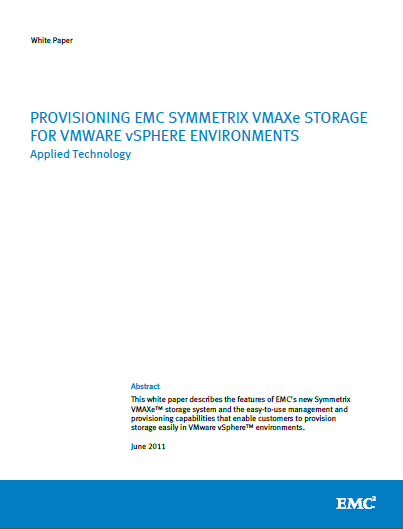 White Paper
PROVISIONING EMC SYMMETRIX VMAXe STORAGE
FOR VMWARE vSPHERE ENVIRONMENTS
Applied Technology
Abstract
This white paper describes the features of EMC's new Symmetrix
VMAXe™ storage system and the easy-to-use management and
provisioning capabilities that enable customers to provision
storage easily in VMware vSphere™ environments.
June 2011
EMC²